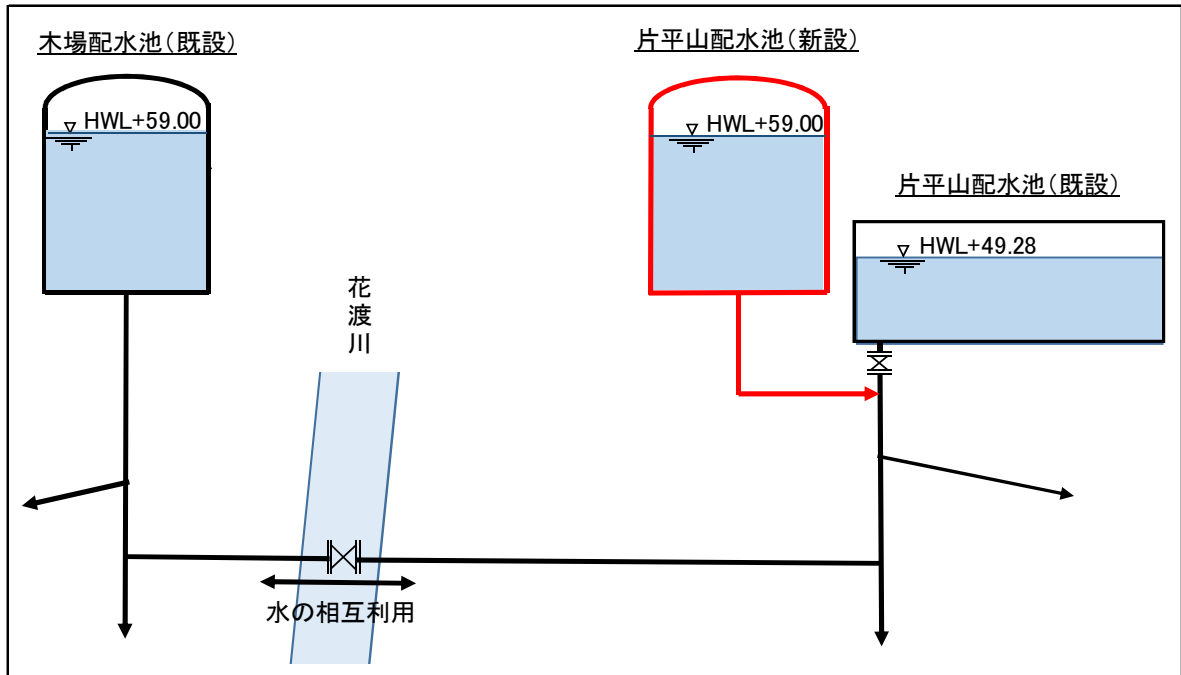 木場配水池(既設)
片平山配水池(新設)
HWL+59.00
HWL+59.00
片平山配水池(既設)
HWL+49.28
花渡川
水の相互利用